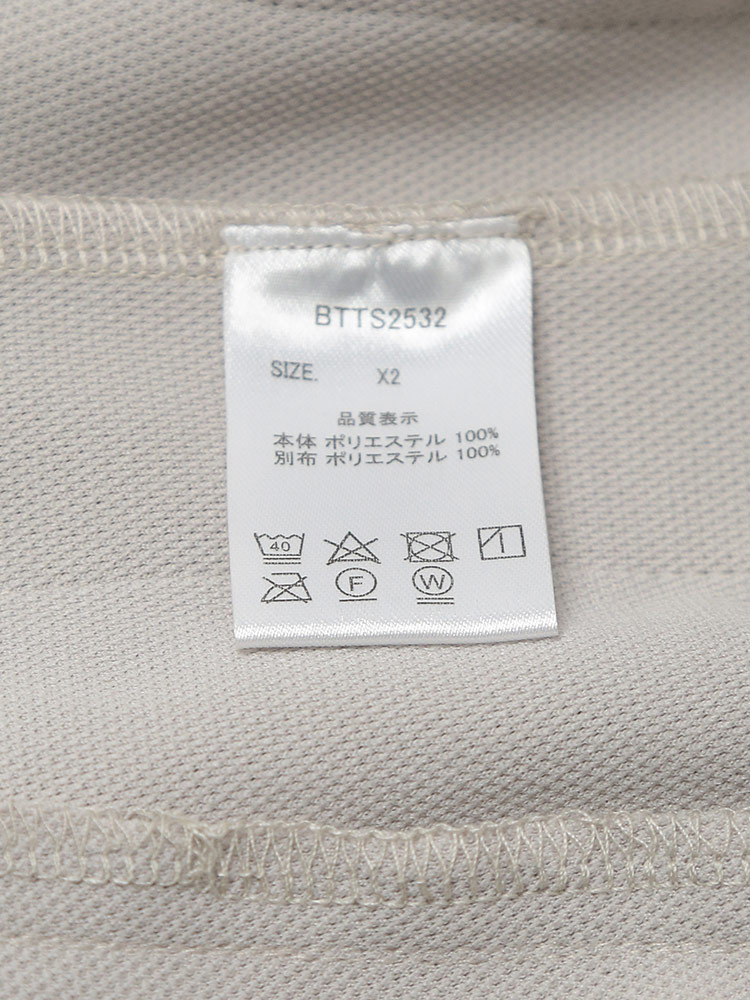 BTTS2532
SIZE. X2
品質表示
本体 ポリエステル 100%
別布 ポリエステル 100%
40
F W